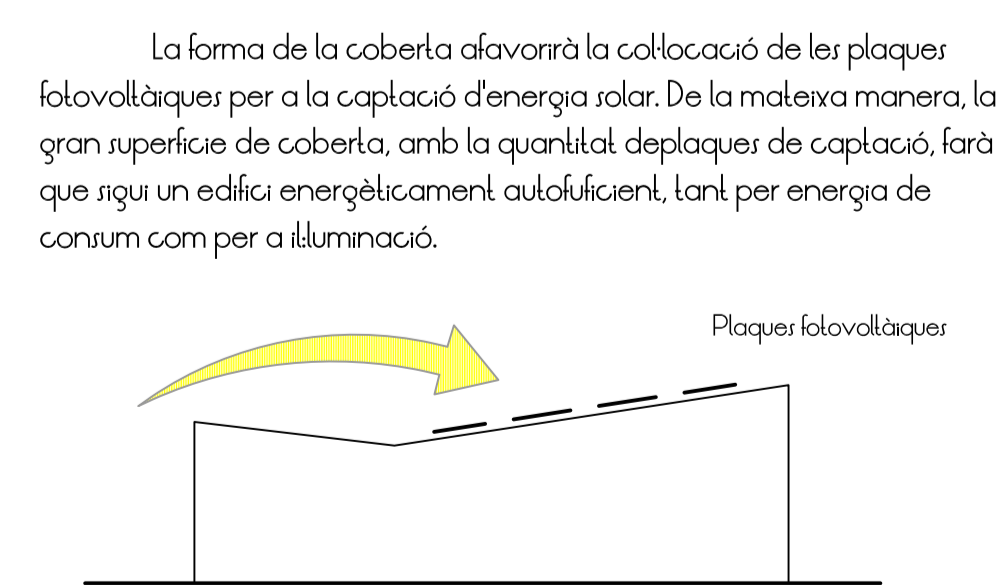 La forma de la coberta afavorirà la col·locació de les plaques
fotovoltàiques per a la captació d'energia solar. De la mateixa manera, la
gran superficie de coberta, amb la quantitat deplaques de captació, farà
que sigui un edifici energèticament autofuficient, tant per energia de
consum com per a il·luminació.
Plaques fotovoltàiques